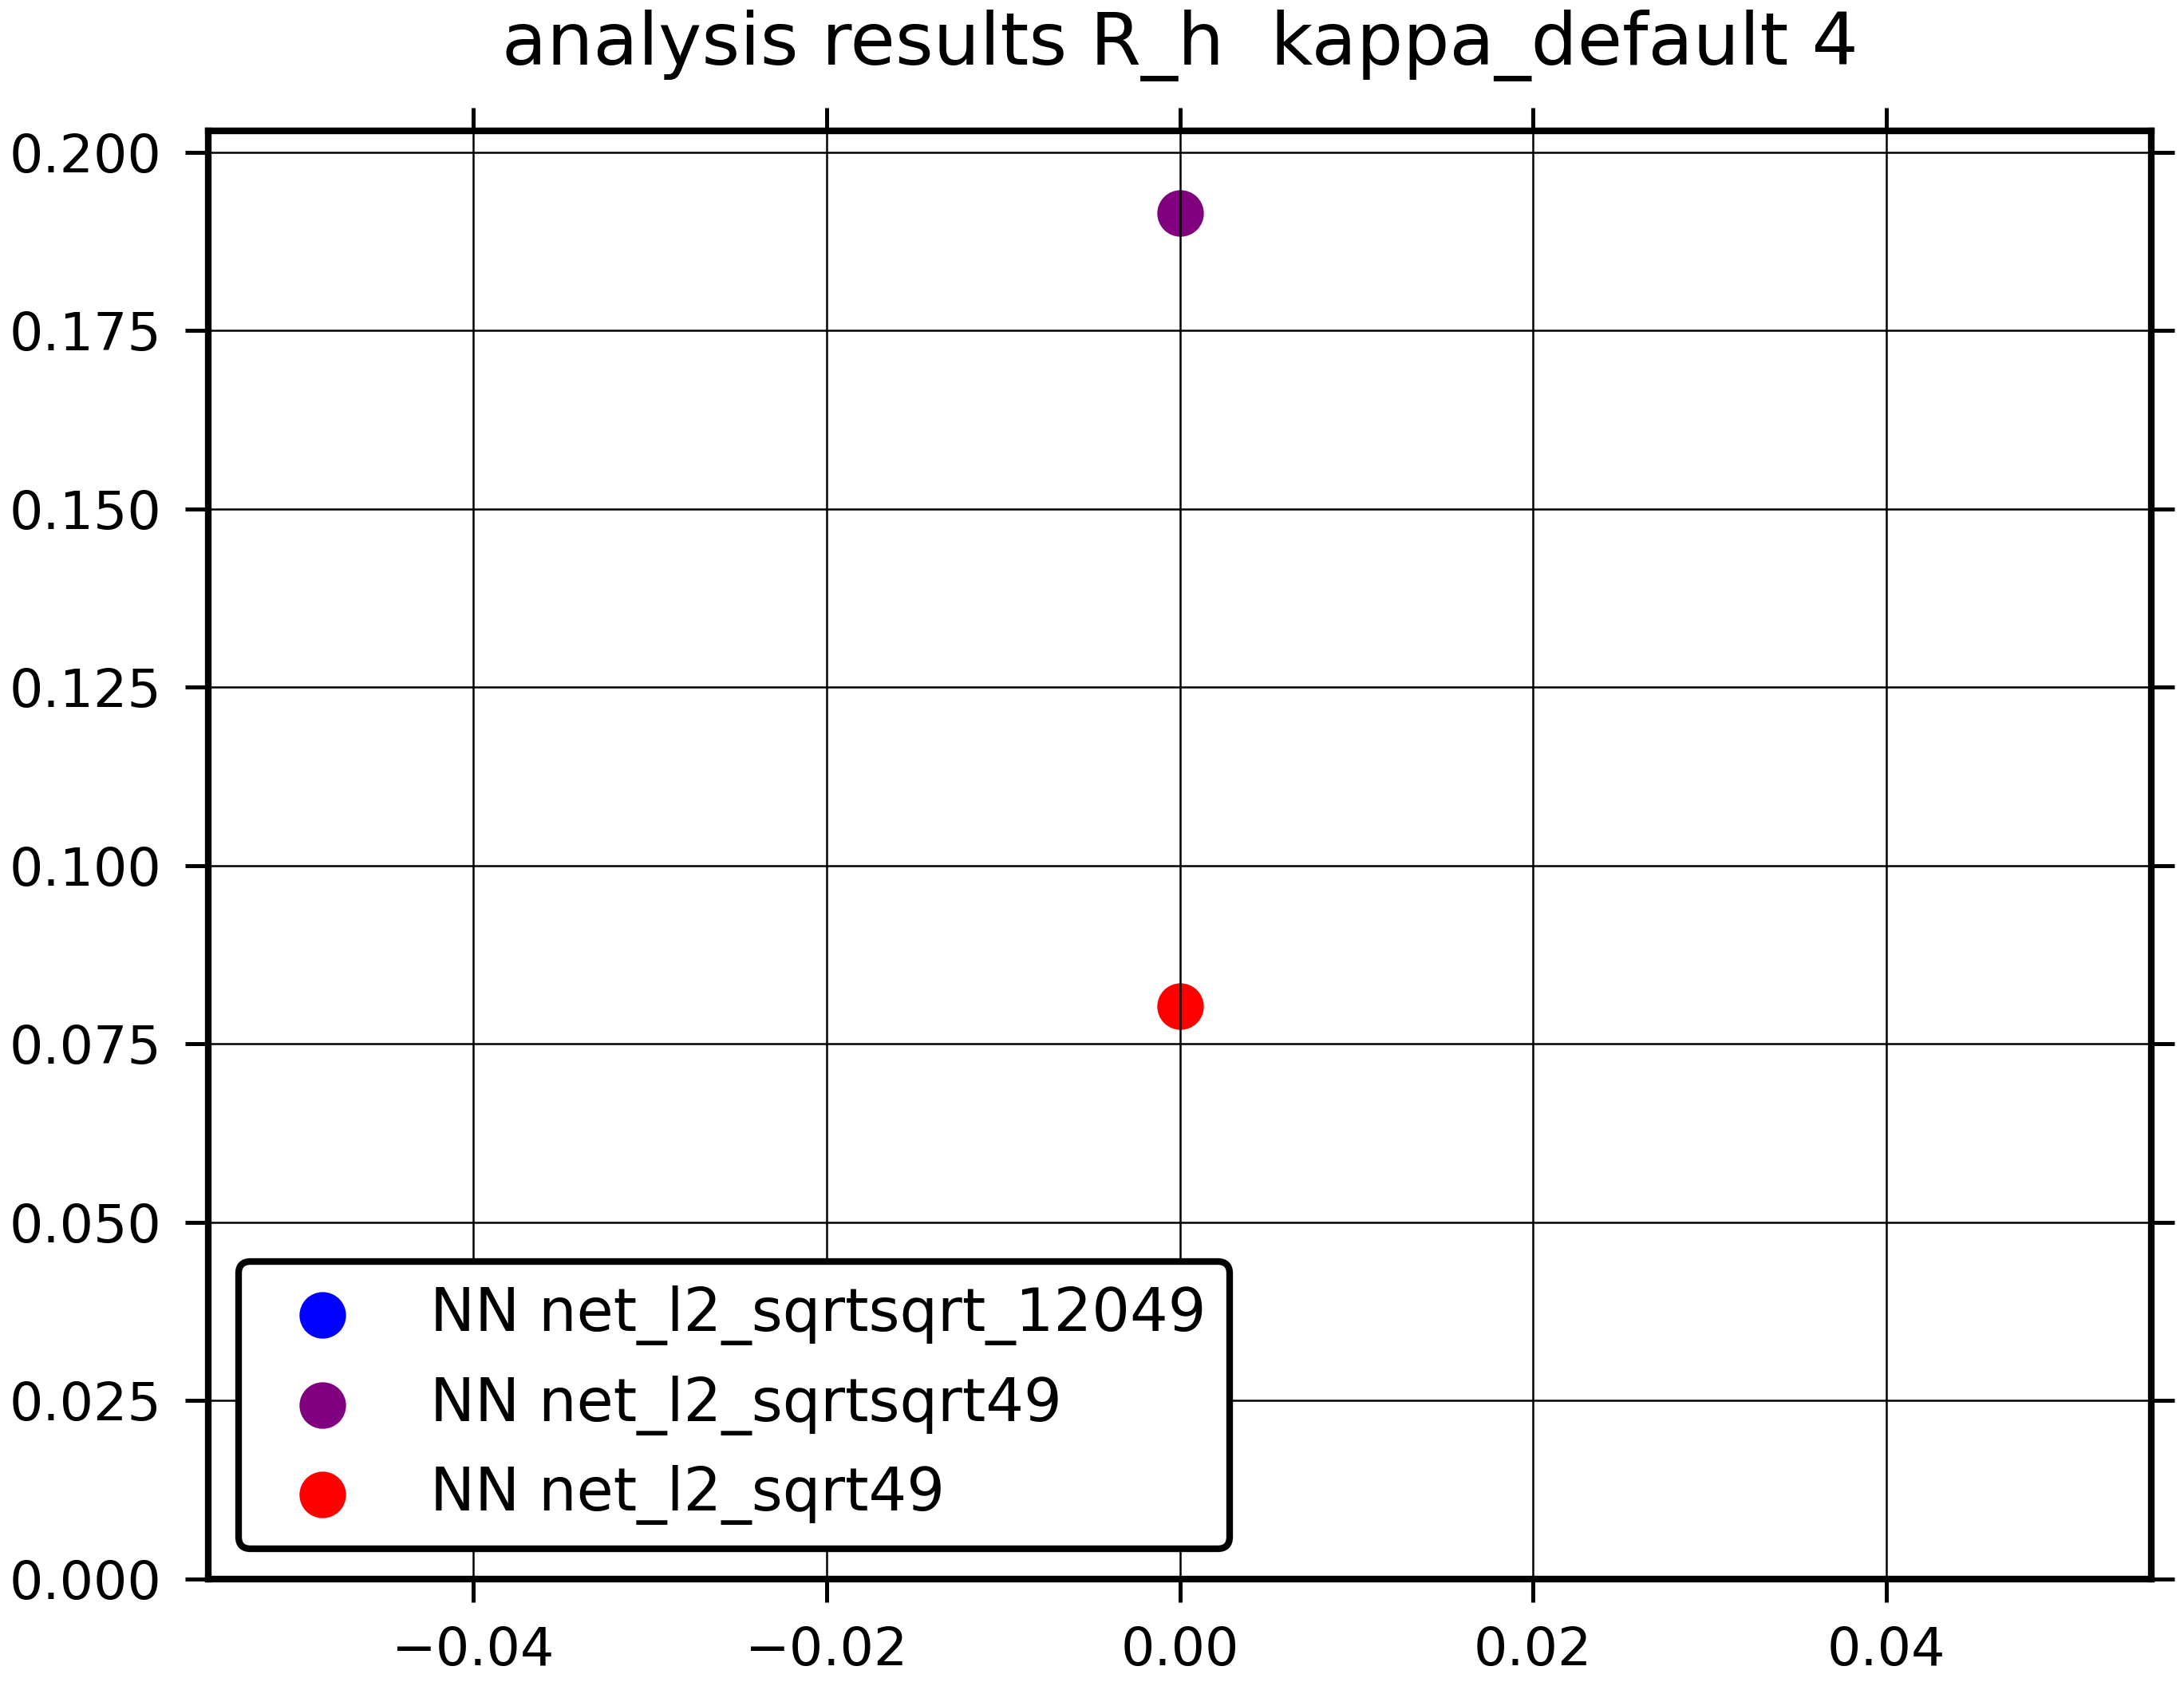 analysis results R_h  kappa_default 4
0.200
0.175
0.150
0.125
0.100
0.075
0.050
0.025
0.000
NN net_l2_sqrtsqrt_12049
NN net_l2_sqrtsqrt49
NN net_l2_sqrt49
−0.04 −0.02 0.00 0.02 0.04